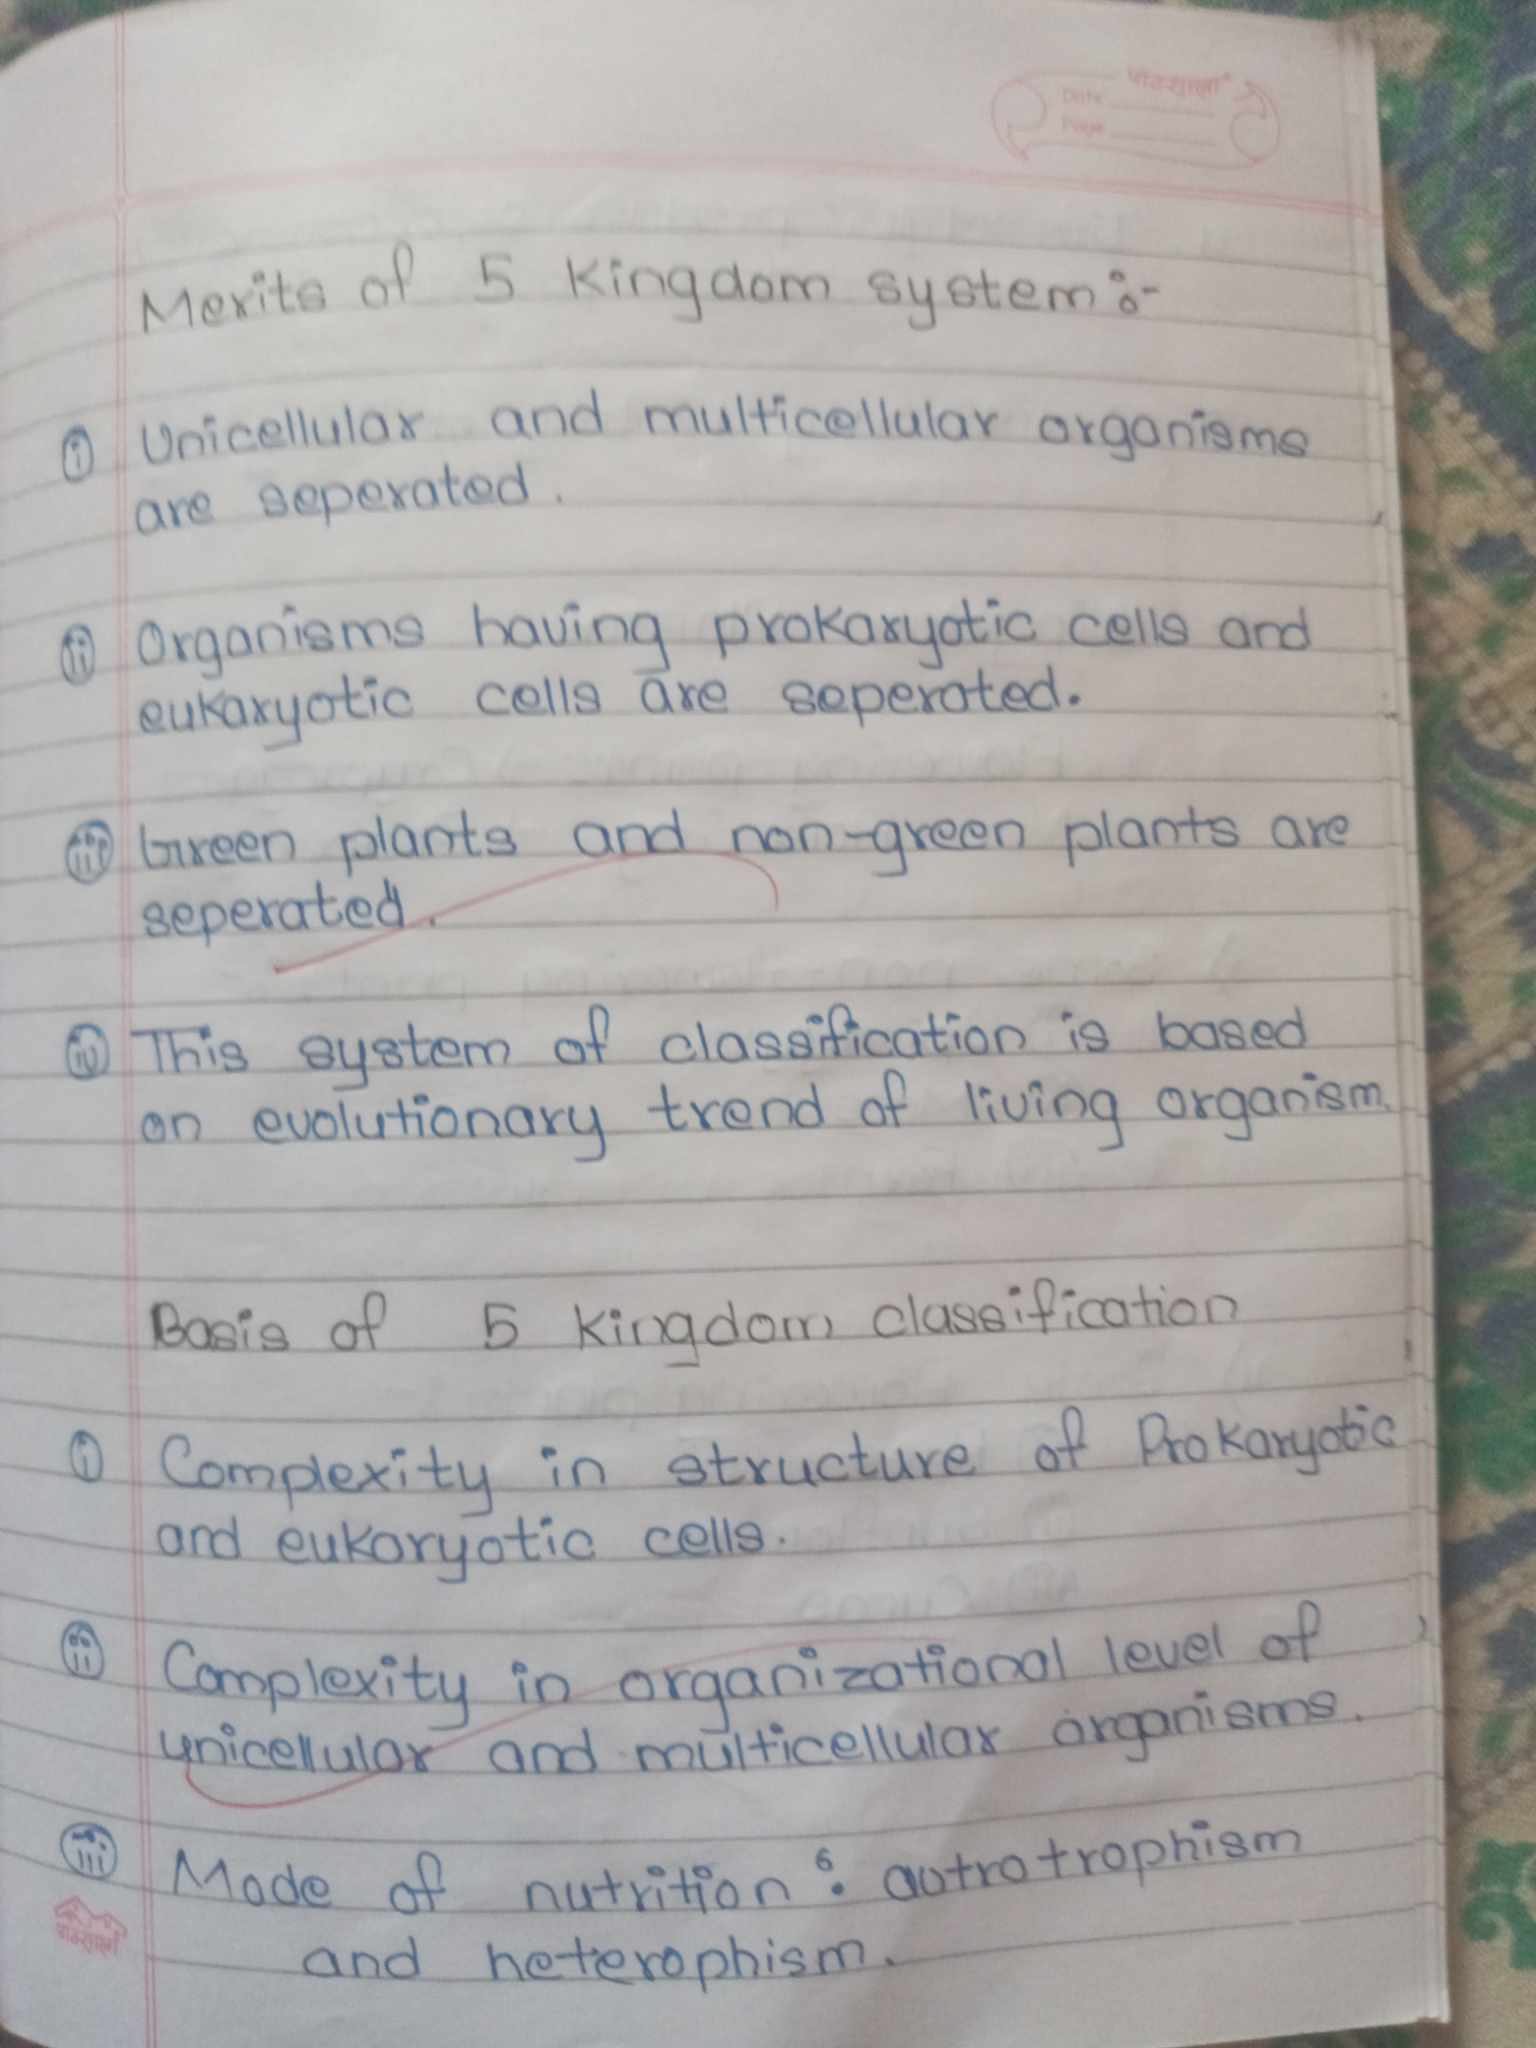 पाठशाला
Date
Page
Merits of 5 Kingdom system :-
(i) Unicellular and multicellular organisms
are seperated.
(ii) Organisms having prokaryotic cells and
eukaryotic cells are seperated.
(iii) Green plants and non-green plants are
seperated.
(iv) This system of classification is based
on evolutionary trend of living organism.
Basis of 5 Kingdom classification
(i) Complexity in structure of Prokaryotic
and eukaryotic cells.
(ii) Complexity in organizational level of
unicellular and multicellular organisms.
(iii) Mode of nutrition : autrotrophism
and heterophism.
पाठशाला